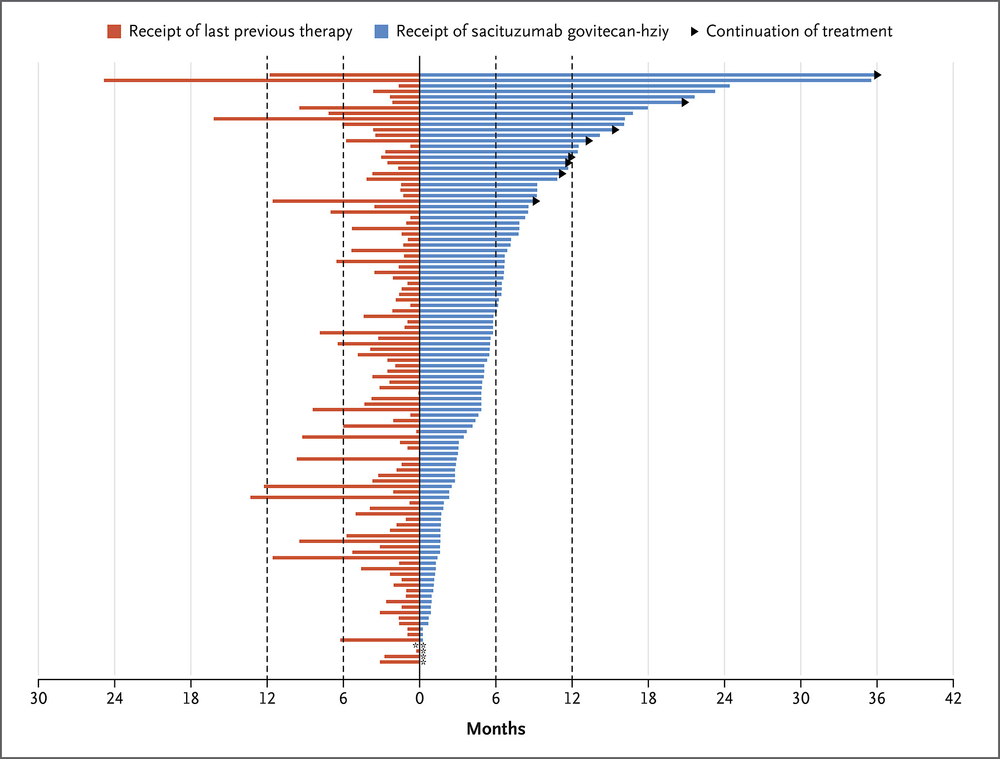 Receipt of last previous therapy Receipt of sacituzumab govitecan-hziy Continuation of treatment
* *
*
*
*
30 24 18 12 6 0 6 12 18 24 30 36 42
Months